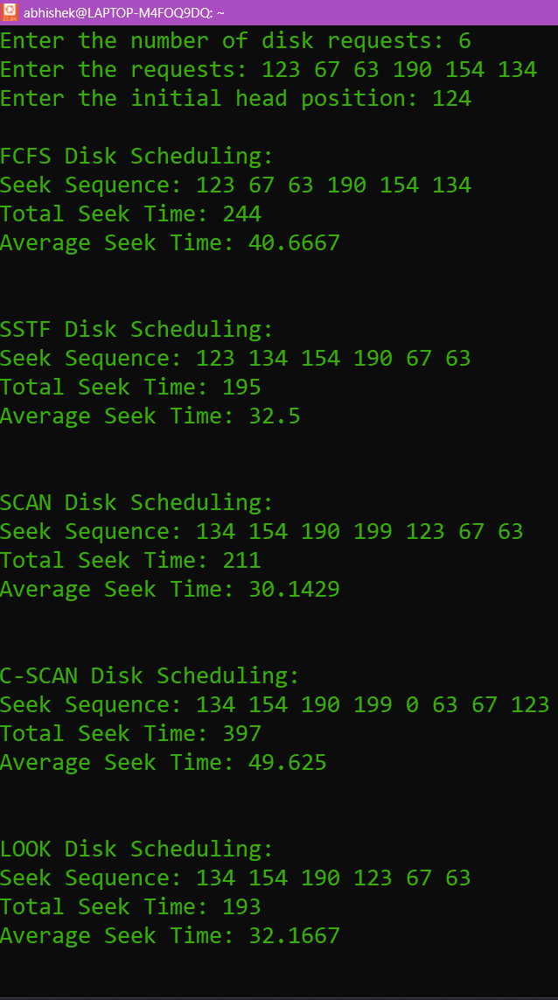 abhishek@LAPTOP-M4FOQ9DQ: ~
Enter the number of disk requests: 6
Enter the requests: 123 67 63 190 154 134
Enter the initial head position: 124
FCFS Disk Scheduling:
Seek Sequence: 123 67 63 190 154 134
Total Seek Time: 244
Average Seek Time: 40.6667
SSTF Disk Scheduling:
Seek Sequence: 123 134 154 190 67 63
Total Seek Time: 195
Average Seek Time: 32.5
SCAN Disk Scheduling:
Seek Sequence: 134 154 190 199 123 67 63
Total Seek Time: 211
Average Seek Time: 30.1429
C-SCAN Disk Scheduling:
Seek Sequence: 134 154 190 199 0 63 67 123
Total Seek Time: 397
Average Seek Time: 49.625
LOOK Disk Scheduling:
Seek Sequence: 134 154 190 123 67 63
Total Seek Time: 193
Average Seek Time: 32.1667